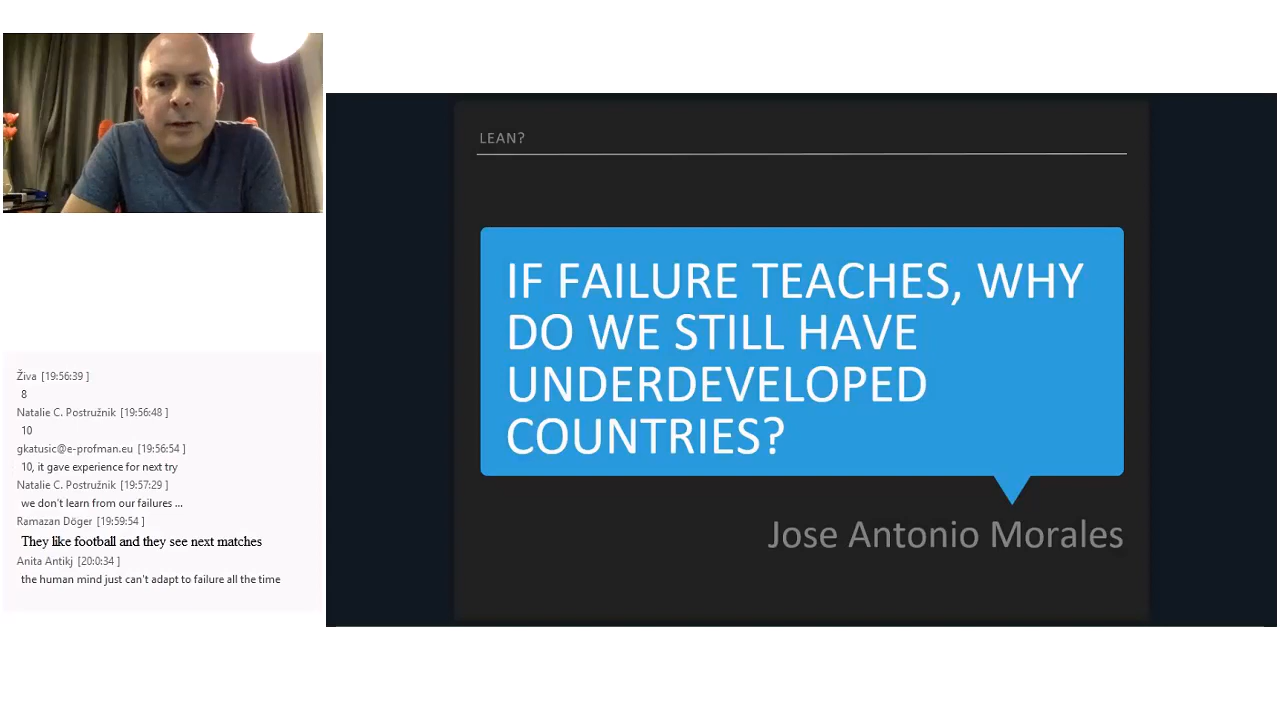 LEAN?
IF FAILURE TEACHES, WHY
DO WE STILL HAVE
UNDERDEVELOPED
COUNTRIES?
Jose Antonio Morales
Živa [19:56:39 ]
8
Natalie C. Postružnik [19:56:48 ]
10
gkatusic@e-profman.eu [19:56:54 ]
10, it gave experience for next try
Natalie C. Postružnik [19:57:29 ]
we don't learn from our failures ...
Ramazan Döger [19:59:54 ]
They like football and they see next matches
Anita Antikj [20:0:34 ]
the human mind just can't adapt to failure all the time